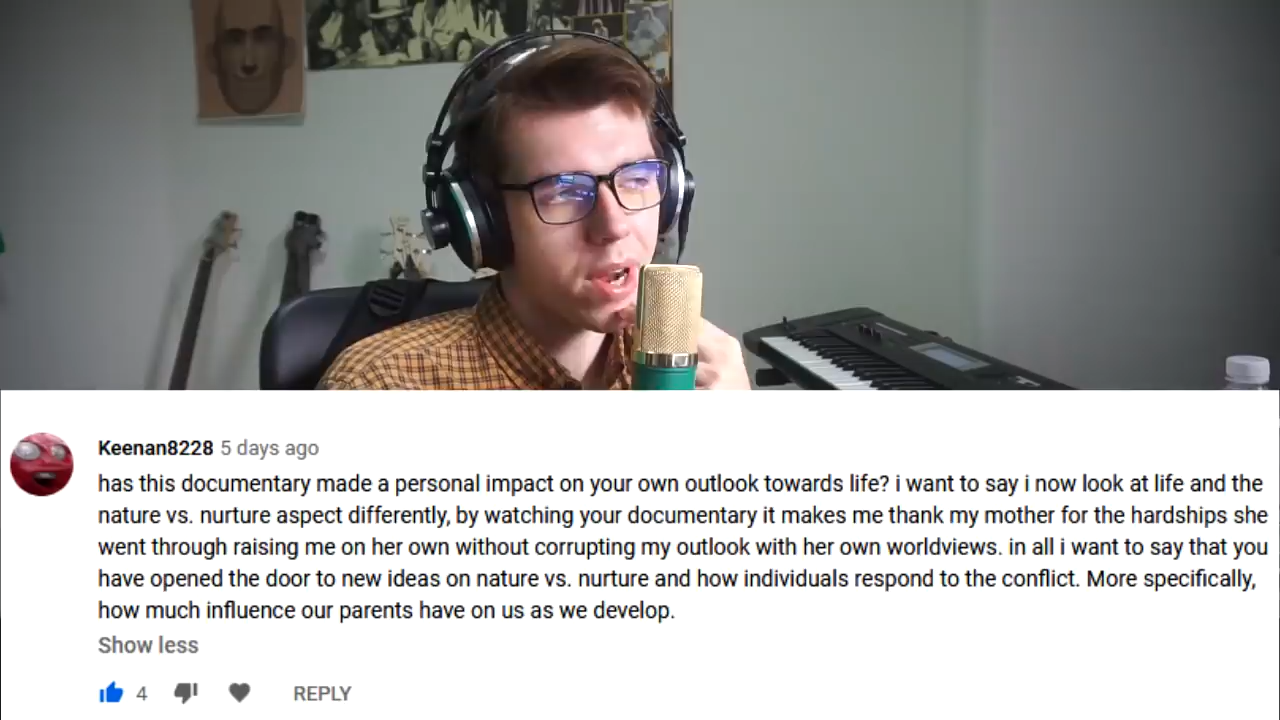 Keenan8228 5 days ago
has this documentary made a personal impact on your own outlook towards life? i want to say i now look at life and the
nature vs. nurture aspect differently, by watching your documentary it makes me thank my mother for the hardships she
went through raising me on her own without corrupting my outlook with her own worldviews. in all i want to say that you
have opened the door to new ideas on nature vs. nurture and how individuals respond to the conflict. More specifically,
how much influence our parents have on us as we develop.
Show less
4 REPLY